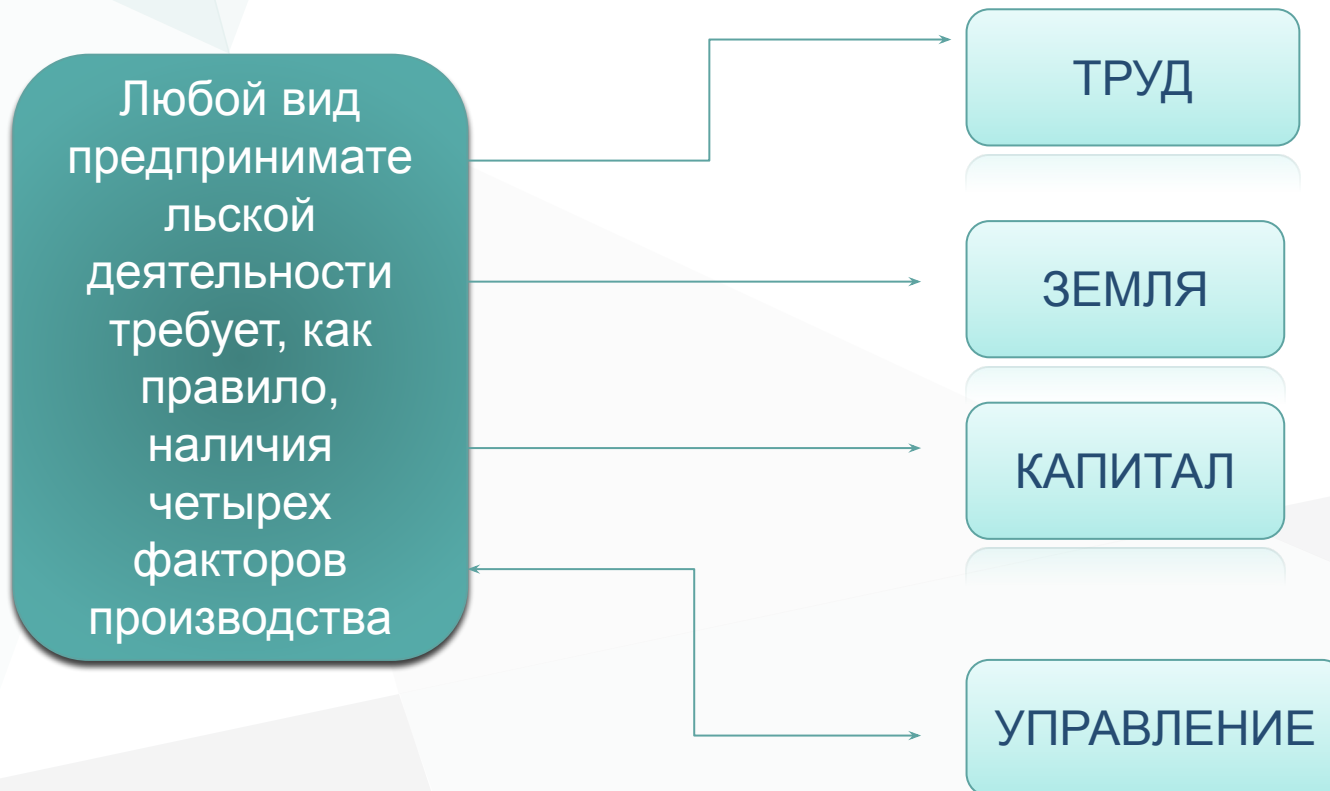 Любой вид
предпринимате
льской
деятельности
требует, как
правило,
наличия
четырех
факторов
производства
ТРУД
ЗЕМЛЯ
КАПИТАЛ
УПРАВЛЕНИЕ